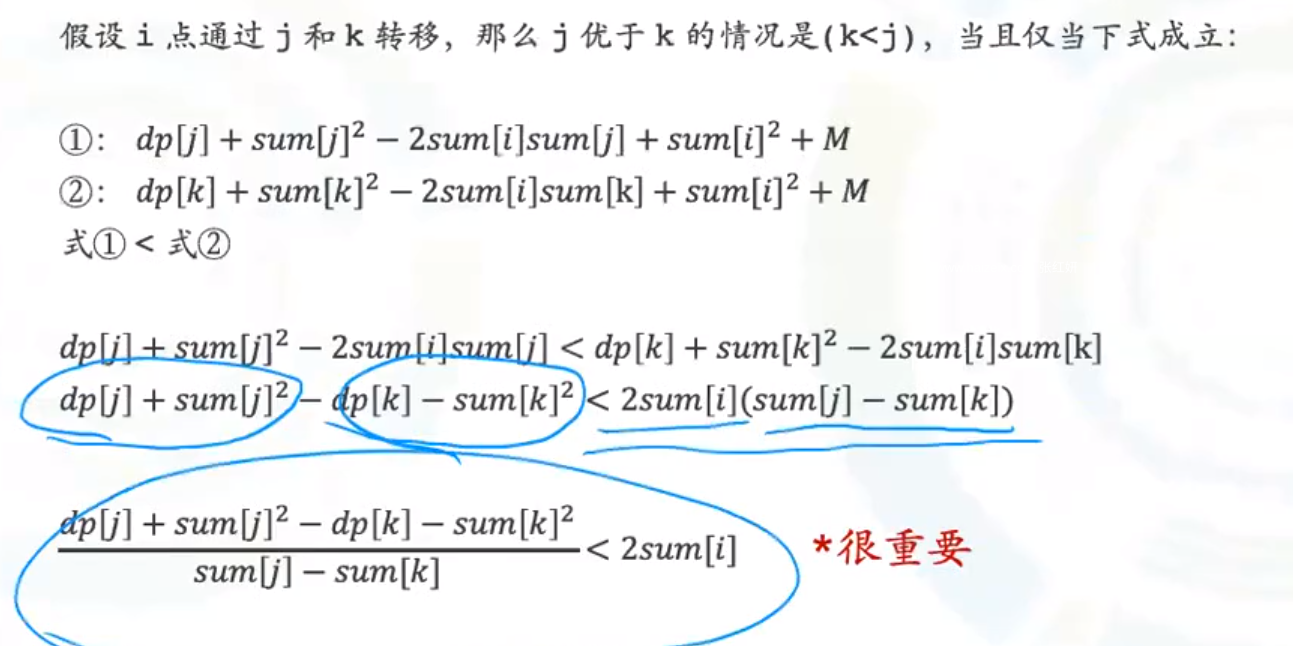 假设 i 点通过 j 和 k 转移，那么 j 优于 k 的情况是(k<j)，当且仅当下式成立：
①： dp[j] + sum[j]² − 2sum[i]sum[j] + sum[i]² + M
②： dp[k] + sum[k]² − 2sum[i]sum[k] + sum[i]² + M
式①< 式②
dp[j] + sum[j]² − 2sum[i]sum[j] < dp[k] + sum[k]² − 2sum[i]sum[k]
dp[j] + sum[j]² − dp[k] − sum[k]² < 2sum[i](sum[j] − sum[k])
dp[j] + sum[j]² − dp[k] − sum[k]²
sum[j] − sum[k]
< 2sum[i]
*很重要